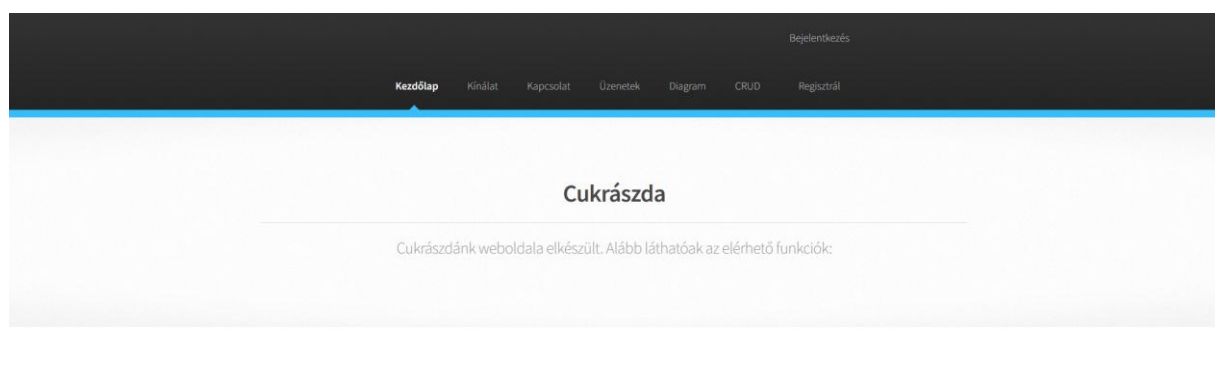 Bejelentkezés
Kezdőlap Kínálat Kapcsolat Üzenetek Diagram CRUD Regisztrál
Cukrászda
Cukrászdánk weboldala elkészült. Alább láthatóak az elérhető funkciók: